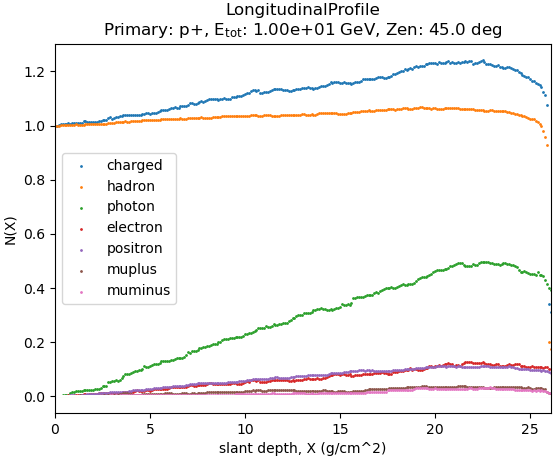 LongitudinalProfile
Primary: p+, E_tot: 1.00e+01 GeV, Zen: 45.0 deg
1.2
1.0
0.8
0.6
0.4
0.2
0.0
N(X)
charged
hadron
photon
electron
positron
muplus
muminus
0 5 10 15 20 25
slant depth, X (g/cm^2)